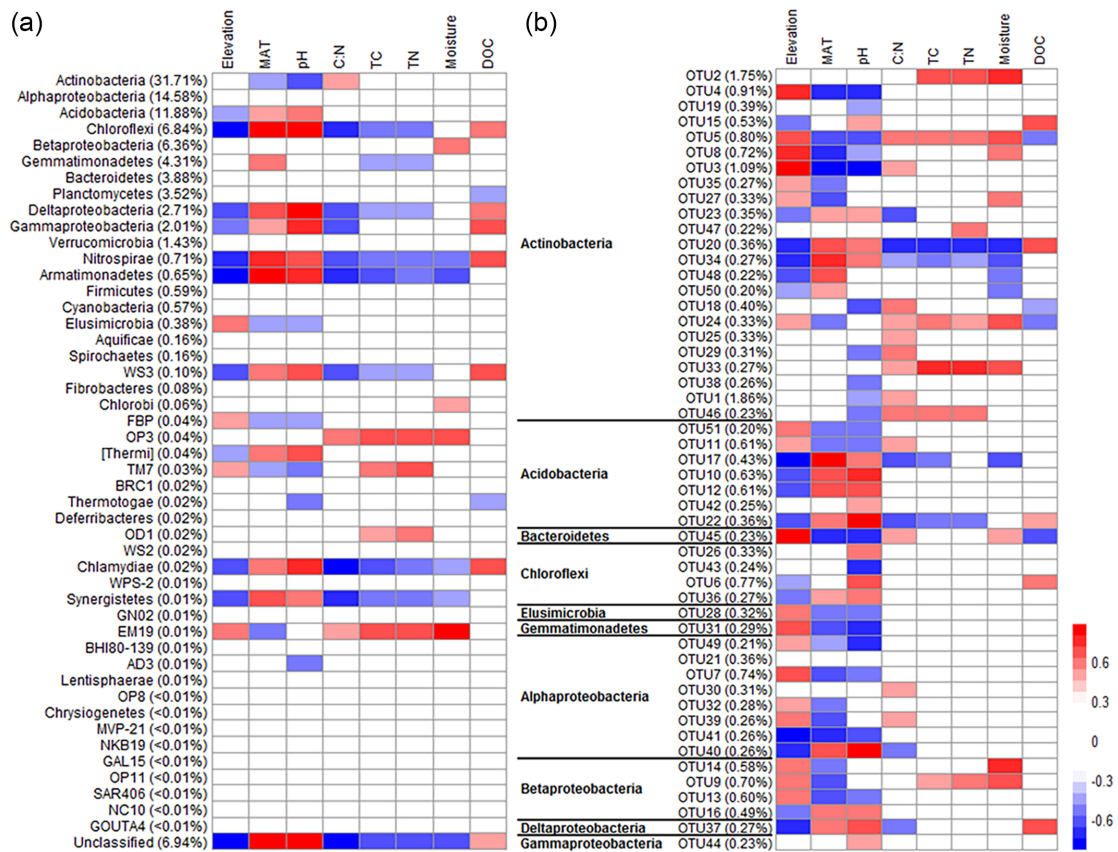 (a)
Elevation
MAT
pH
C:N
TC
TN
Moisture
DOC
Actinobacteria (31.71%)
Alphaproteobacteria (14.58%)
Acidobacteria (11.88%)
Chloroflexi (6.84%)
Betaproteobacteria (6.36%)
Gemmatimonadetes (4.31%)
Bacteroidetes (3.88%)
Planctomycetes (3.52%)
Deltaproteobacteria (2.71%)
Gammaproteobacteria (2.01%)
Verrucomicrobia (1.43%)
Nitrospirae (0.71%)
Armatimonadetes (0.65%)
Firmicutes (0.59%)
Cyanobacteria (0.57%)
Elusimicrobia (0.38%)
Aquificae (0.16%)
Spirochaetes (0.16%)
WS3 (0.10%)
Fibrobacteres (0.08%)
Chlorobi (0.06%)
FBP (0.04%)
OP3 (0.04%)
[Thermi] (0.04%)
TM7 (0.03%)
BRC1 (0.02%)
Thermotogae (0.02%)
Deferribacteres (0.02%)
OD1 (0.02%)
WS2 (0.02%)
Chlamydiae (0.02%)
WPS-2 (0.01%)
Synergistetes (0.01%)
GN02 (0.01%)
EM19 (0.01%)
BHI80-139 (0.01%)
AD3 (0.01%)
Lentisphaerae (0.01%)
OP8 (<0.01%)
Chrysiogenetes (<0.01%)
MVP-21 (<0.01%)
NKB19 (<0.01%)
GAL15 (<0.01%)
OP11 (<0.01%)
SAR406 (<0.01%)
NC10 (<0.01%)
GOUTA4 (<0.01%)
Unclassified (6.94%)
(b)
Elevation
MAT
pH
C:N
TC
TN
Moisture
DOC
Actinobacteria
OTU2 (1.75%)
OTU4 (0.91%)
OTU19 (0.39%)
OTU15 (0.53%)
OTU5 (0.80%)
OTU8 (0.72%)
OTU3 (1.09%)
OTU35 (0.27%)
OTU27 (0.33%)
OTU23 (0.35%)
OTU47 (0.22%)
OTU20 (0.36%)
OTU34 (0.27%)
OTU48 (0.22%)
OTU50 (0.20%)
OTU18 (0.40%)
OTU24 (0.33%)
OTU25 (0.33%)
OTU29 (0.31%)
OTU33 (0.27%)
OTU38 (0.26%)
OTU1 (1.86%)
OTU46 (0.23%)
Acidobacteria
OTU51 (0.20%)
OTU11 (0.61%)
OTU17 (0.43%)
OTU10 (0.63%)
OTU12 (0.61%)
OTU42 (0.25%)
OTU22 (0.36%)
Bacteroidetes
OTU45 (0.23%)
Chloroflexi
OTU26 (0.33%)
OTU43 (0.24%)
OTU6 (0.77%)
OTU36 (0.27%)
Elusimicrobia
OTU28 (0.32%)
Gemmatimonadetes
OTU31 (0.29%)
Alphaproteobacteria
OTU49 (0.21%)
OTU21 (0.36%)
OTU7 (0.74%)
OTU30 (0.31%)
OTU32 (0.28%)
OTU39 (0.26%)
OTU41 (0.26%)
OTU40 (0.26%)
Betaproteobacteria
OTU14 (0.58%)
OTU9 (0.70%)
OTU13 (0.60%)
OTU16 (0.49%)
Deltaproteobacteria
OTU37 (0.27%)
Gammaproteobacteria
OTU44 (0.23%)
0.6
0.3
0
-0.3
-0.6